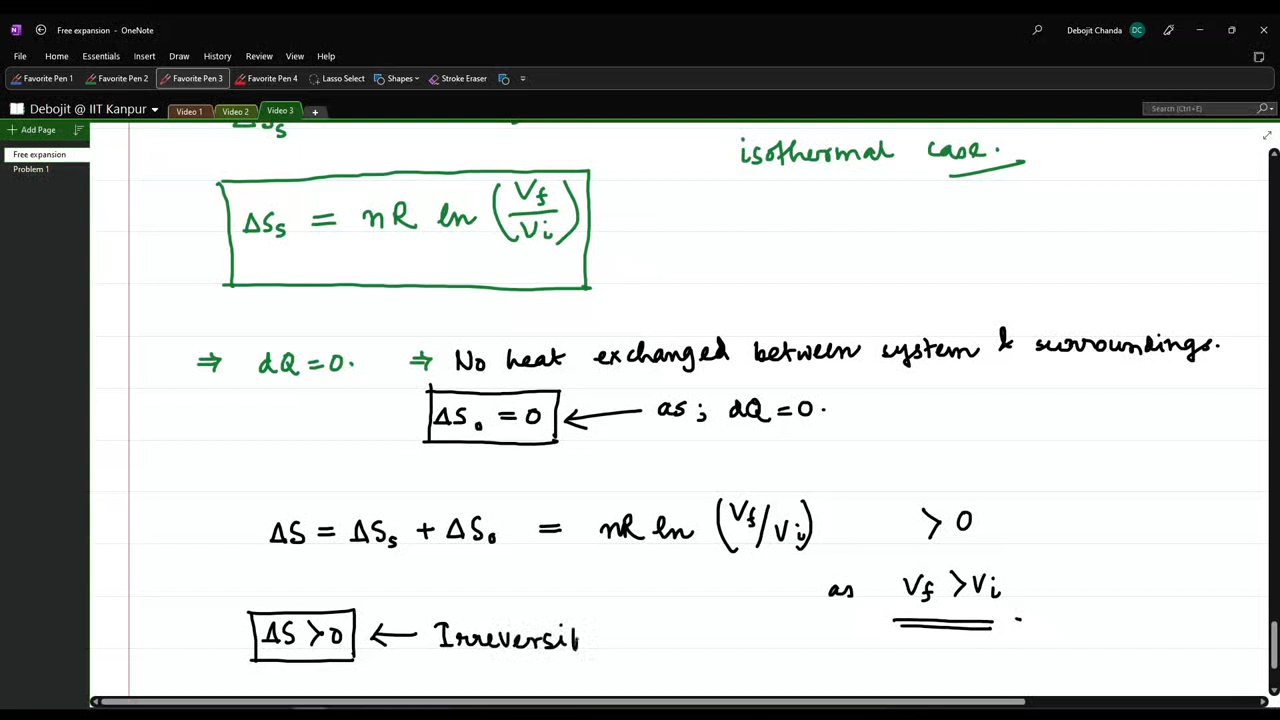 Free expansion - OneNote
Debojit Chanda DC
File Home Essentials Insert Draw History Review View Help
Favorite Pen 1 Favorite Pen 2 Favorite Pen 3 Favorite Pen 4 Lasso Select Shapes Stroke Eraser
Debojit @ IIT Kanpur Video 1 Video 2 Video 3 + Search (Ctrl+E)
+ Add Page
Free expansion
Problem 1
ΔSs
isothermal case.
ΔSs = nR ln (Vf/Vi)
⇒ dQ = 0. ⇒ No heat exchanged between system & surroundings.
ΔS₀ = 0 ← as; dQ = 0.
ΔS = ΔSs + ΔS₀ = nR ln (Vf/Vi) > 0
as Vf > Vi
ΔS > 0 ← Irreversib